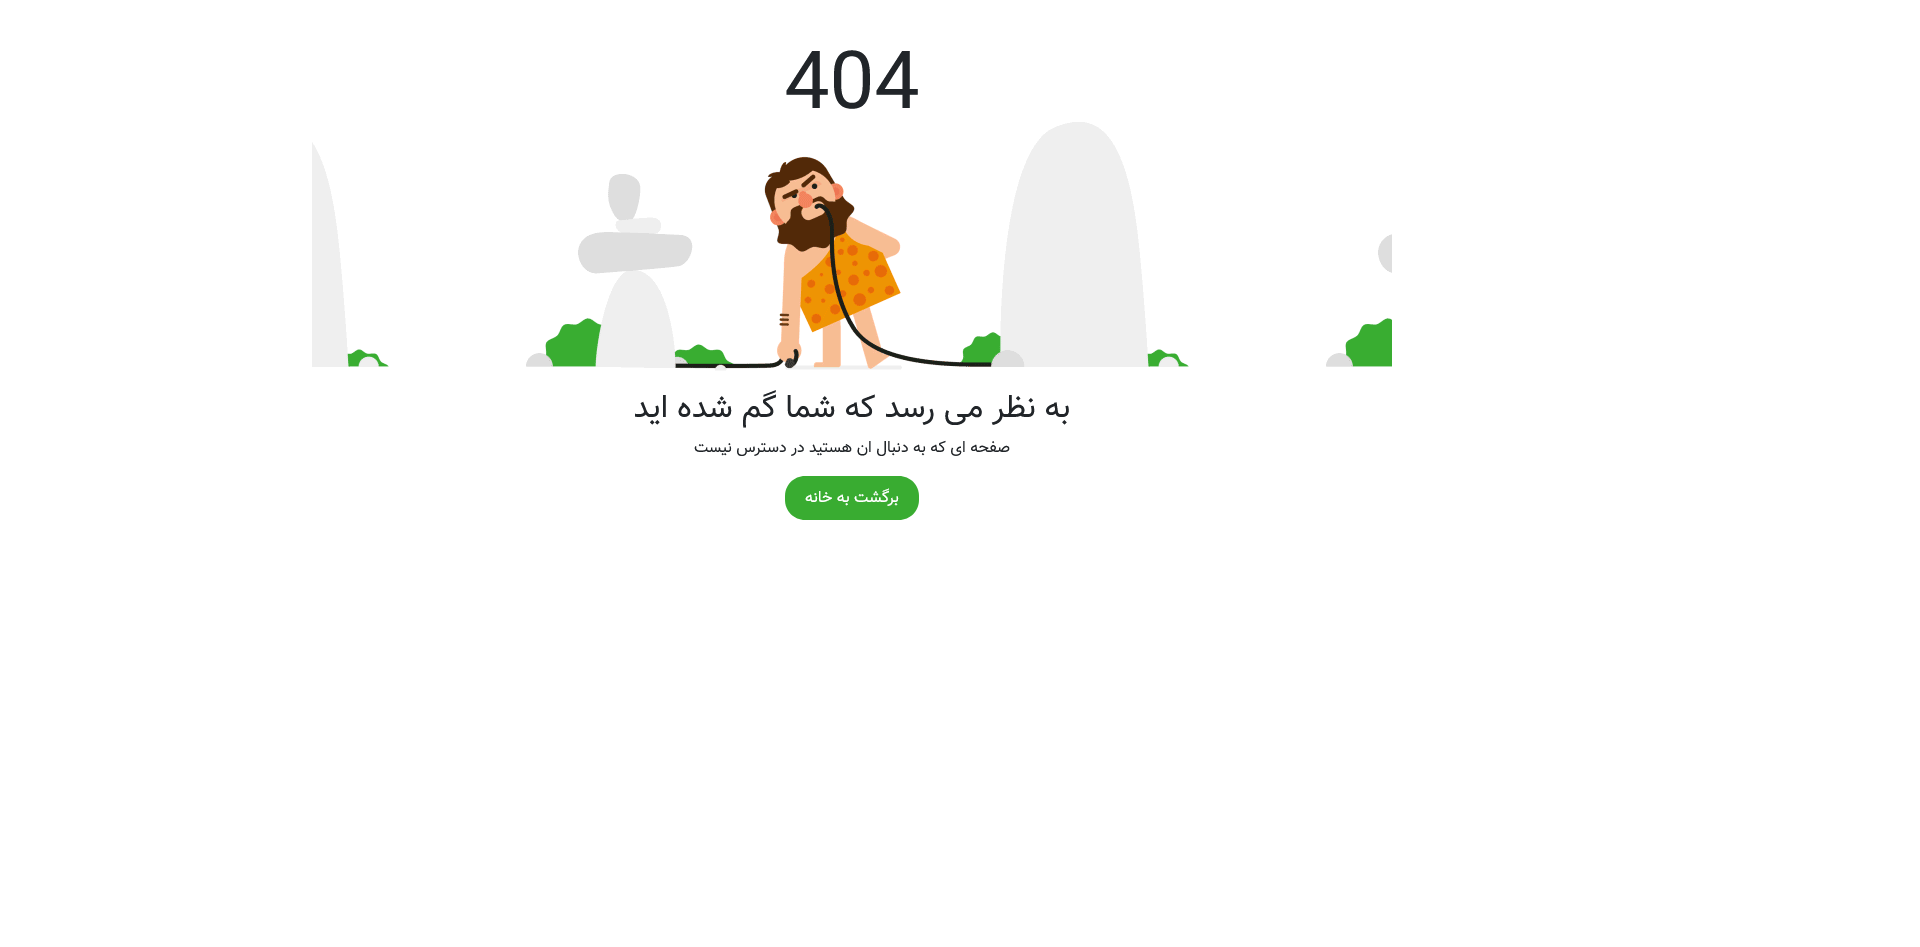 404
به نظر می رسد که شما گم شده اید
صفحه ای که به دنبال ان هستید در دسترس نیست
برگشت به خانه